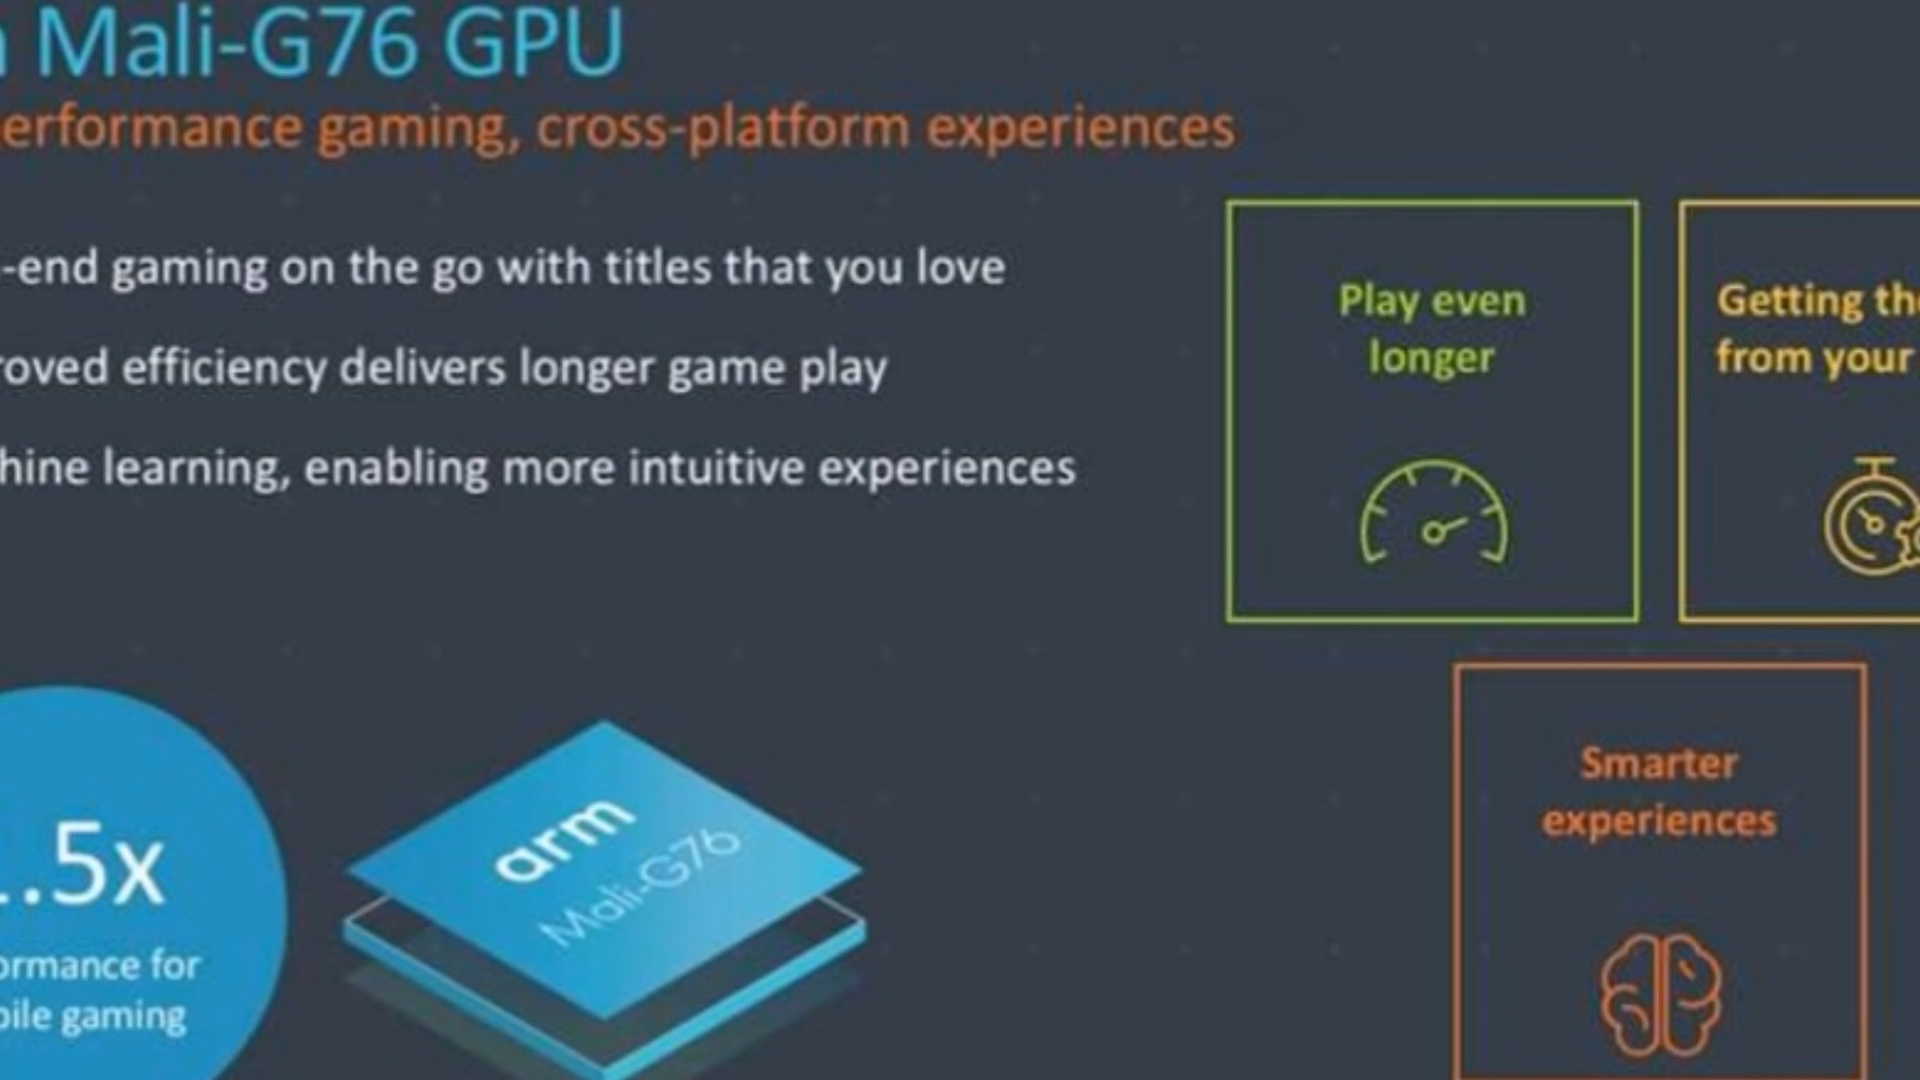 Mali-G76 GPU
erformance gaming, cross-platform experiences
-end gaming on the go with titles that you love
roved efficiency delivers longer game play
hine learning, enabling more intuitive experiences
Play even
longer
Getting the
from your
.5x
ormance for
bile gaming
arm
Mali-G76
Smarter
experiences